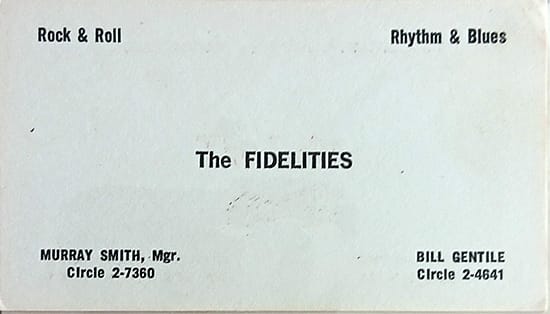 Rock & Roll
Rhythm & Blues
The FIDELITIES
MURRAY SMITH, Mgr.
CIrcle 2-7360
BILL GENTILE
CIrcle 2-4641